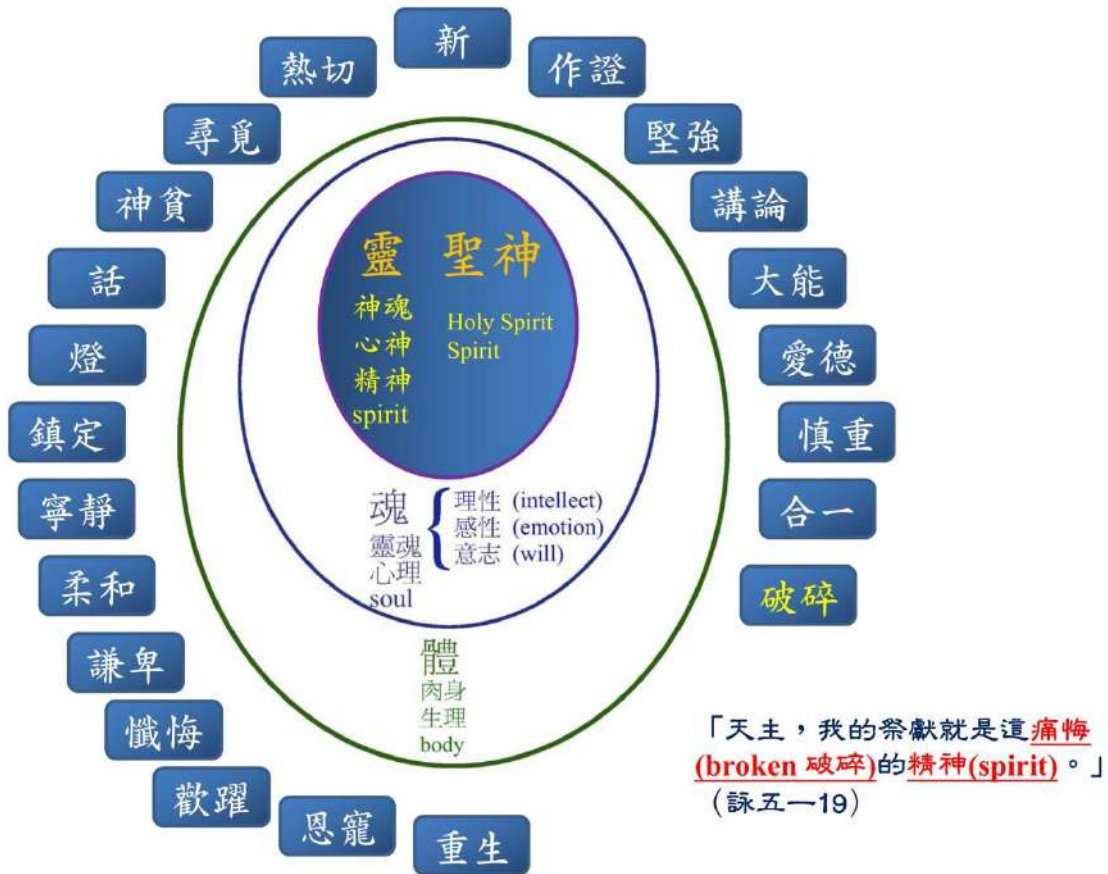 新
熱切
作證
尋覓
堅強
神貧
講論
話
大能
燈
愛德
鎮定
慎重
寧靜
合一
柔和
破碎
謙卑
懺悔
歡躍
恩寵
重生
靈 聖神
神魂
心神
精神
spirit
Holy Spirit
Spirit
魂
靈魂
心理
soul
{
理性 (intellect)
感性 (emotion)
意志 (will)
體
肉身
生理
body
「天主，我的祭獻就是這痛悔
(broken 破碎)的精神(spirit)。」
（詠五一19）